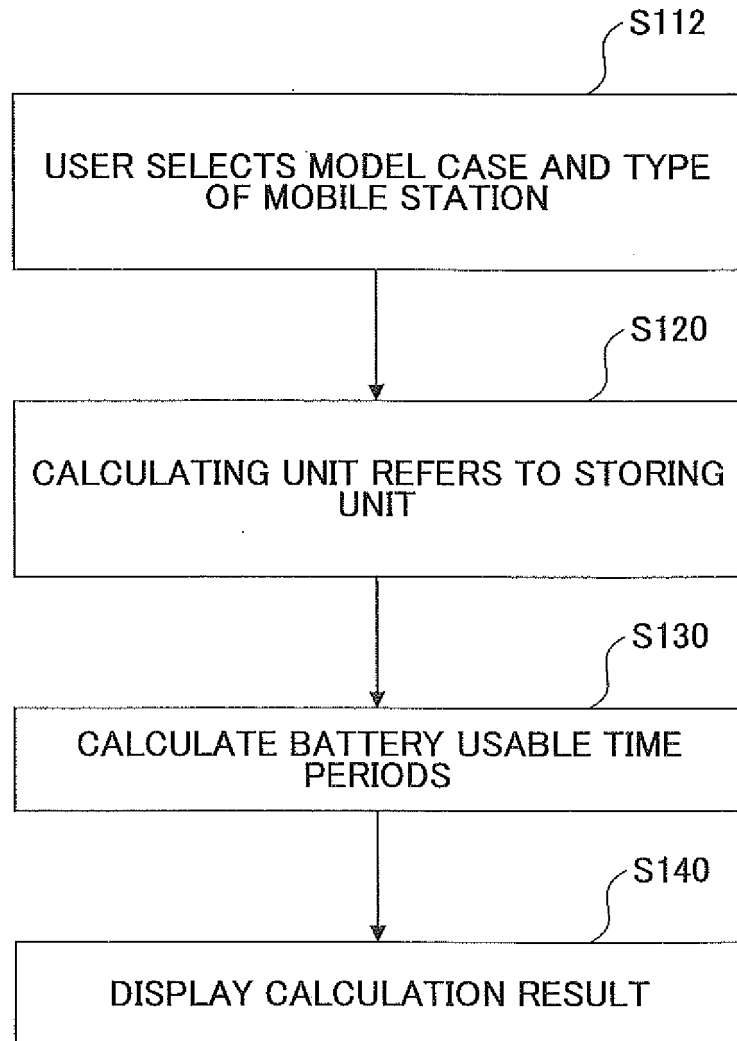 S112
USER SELECTS MODEL CASE AND TYPE
OF MOBILE STATION
S120
CALCULATING UNIT REFERS TO STORING
UNIT
S130
CALCULATE BATTERY USABLE TIME
PERIODS
S140
DISPLAY CALCULATION RESULT